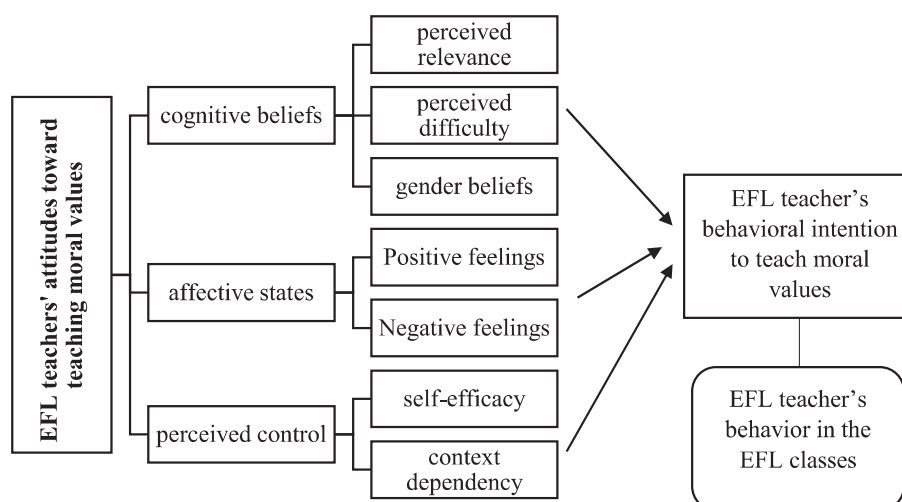 EFL teachers' attitudes toward
teaching moral values
cognitive beliefs
affective states
perceived control
perceived
relevance
perceived
difficulty
gender beliefs
Positive feelings
Negative feelings
self-efficacy
context
dependency
EFL teacher’s
behavioral intention
to teach moral
values
EFL teacher’s
behavior in the
EFL classes